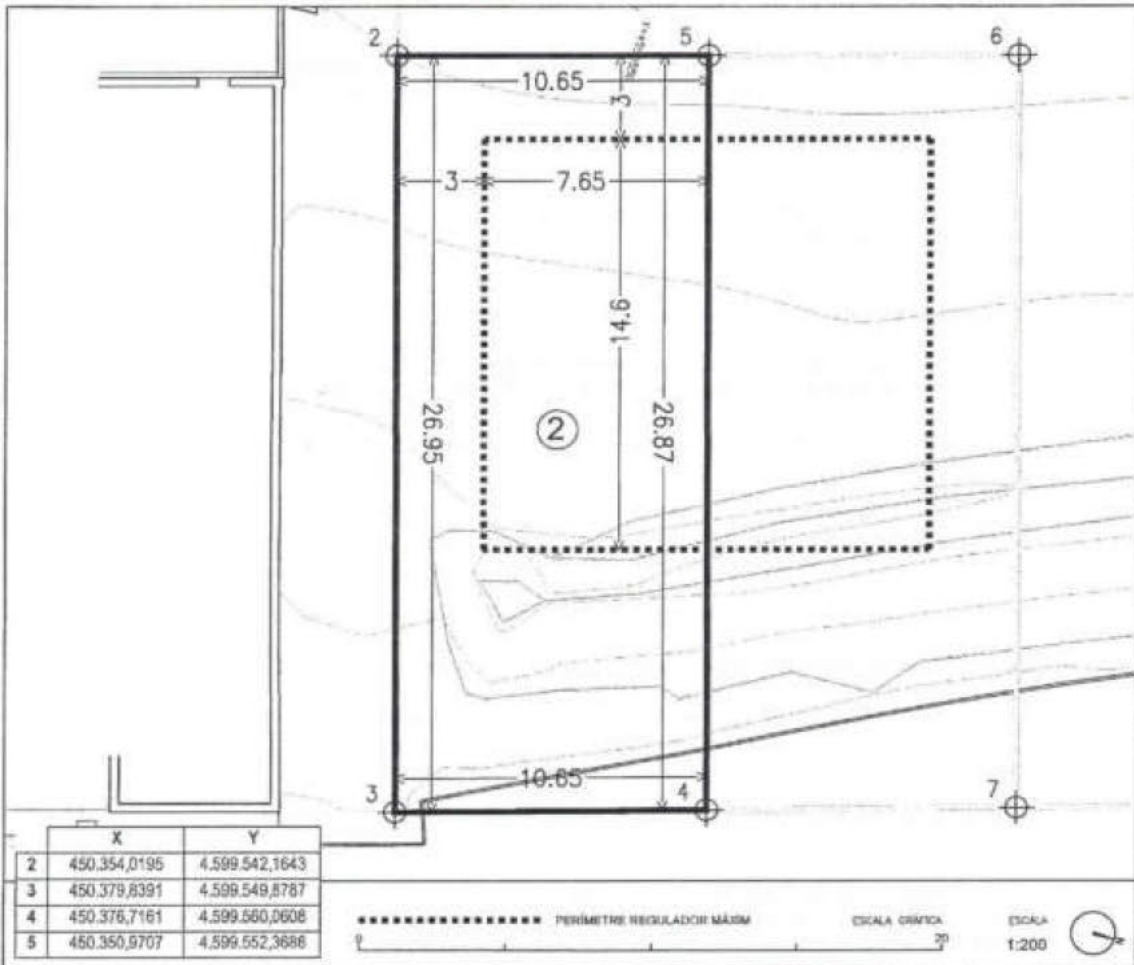 2
5
6
10.65
3
3
7.65
14.6
26.95
26.87
2
10.65
3
4
7
X Y
2 450.354,0195 4.599.542,1643
3 450.379,8391 4.599.549,8787
4 450.376,7161 4.599.560,0608
5 450.350,9707 4.599.552,3686
PERÍMETRE REGULADOR MÀXIM
ESCALA GRÀFICA
ESCALA
0
20
1:200
N